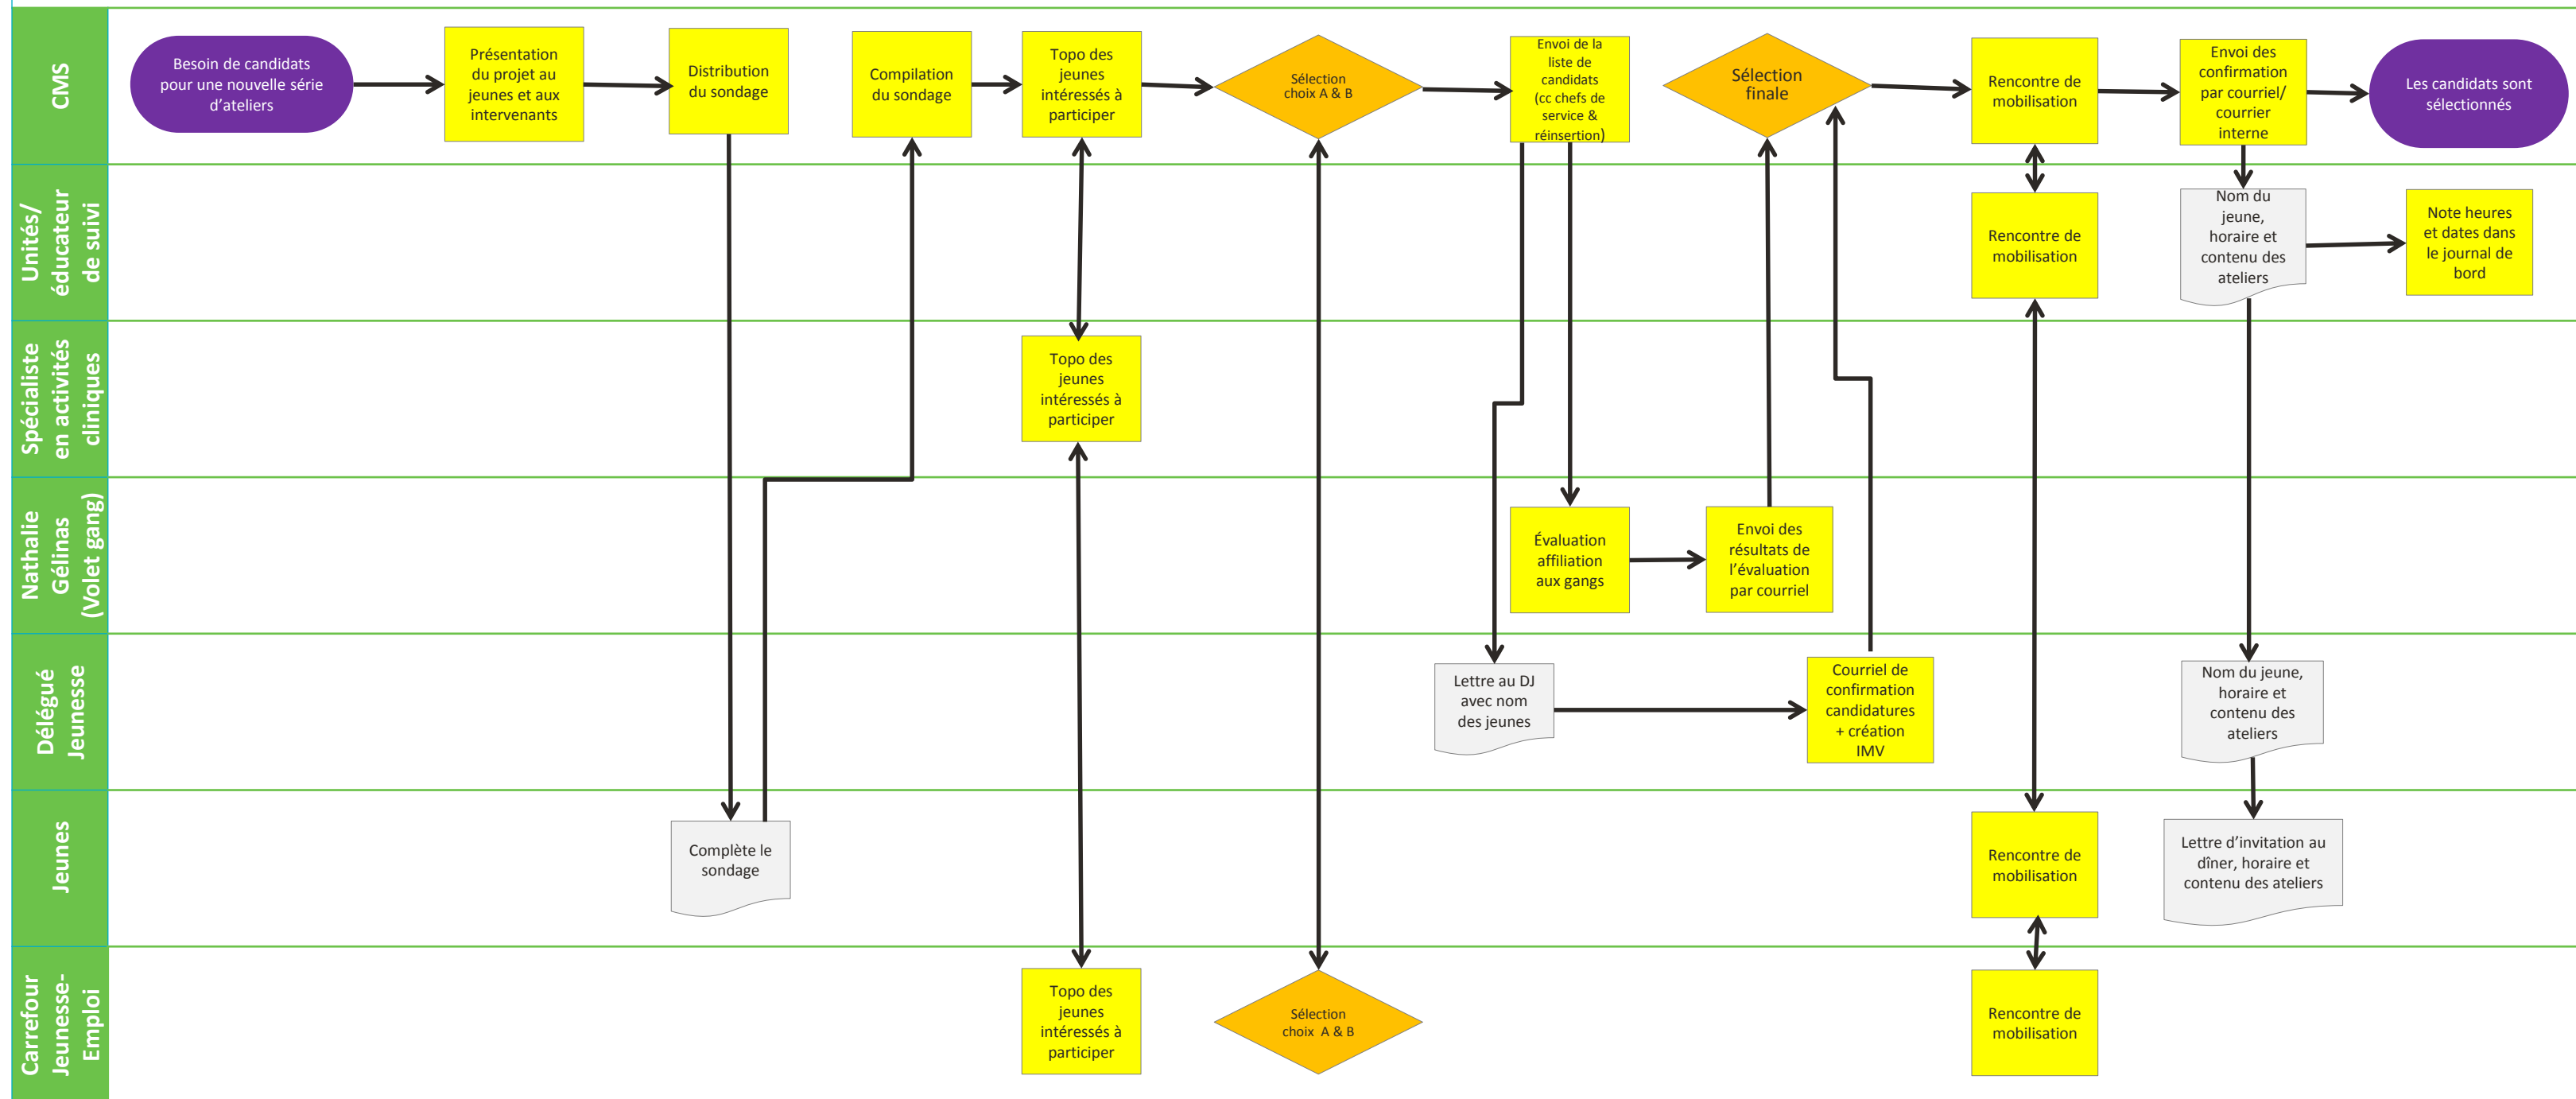 CMS
Besoin de candidats
pour une nouvelle série
d'ateliers
Présentation
du projet au
jeunes et aux
intervenants
Distribution
du sondage
Compilation
du sondage
Topo des
jeunes
intéressés à
participer
Sélection
choix A & B
Envoi de la
liste de
candidats
(cc chefs de
service &
réinsertion)
Sélection
finale
Rencontre de
mobilisation
Envoi des
confirmation
par courriel/
courrier
interne
Les candidats sont
sélectionnés
Unités/
éducateur
de suivi
Rencontre de
mobilisation
Nom du
jeune,
horaire et
contenu des
ateliers
Note heures
et dates dans
le journal de
bord
Spécialiste
en activités
cliniques
Topo des
jeunes
intéressés à
participer
Nathalie
Gélinas
(Volet gang)
Évaluation
affiliation
aux gangs
Envoi des
résultats de
l'évaluation
par courriel
Délégué
Jeunesse
Lettre au DJ
avec nom
des jeunes
Courriel de
confirmation
candidatures
+ création
IMV
Nom du jeune,
horaire et
contenu des
ateliers
Jeunes
Complète le
sondage
Rencontre de
mobilisation
Lettre d'invitation au
dîner, horaire et
contenu des ateliers
Carrefour
Jeunesse-
Emploi
Topo des
jeunes
intéressés à
participer
Sélection
choix  A & B
Rencontre de
mobilisation